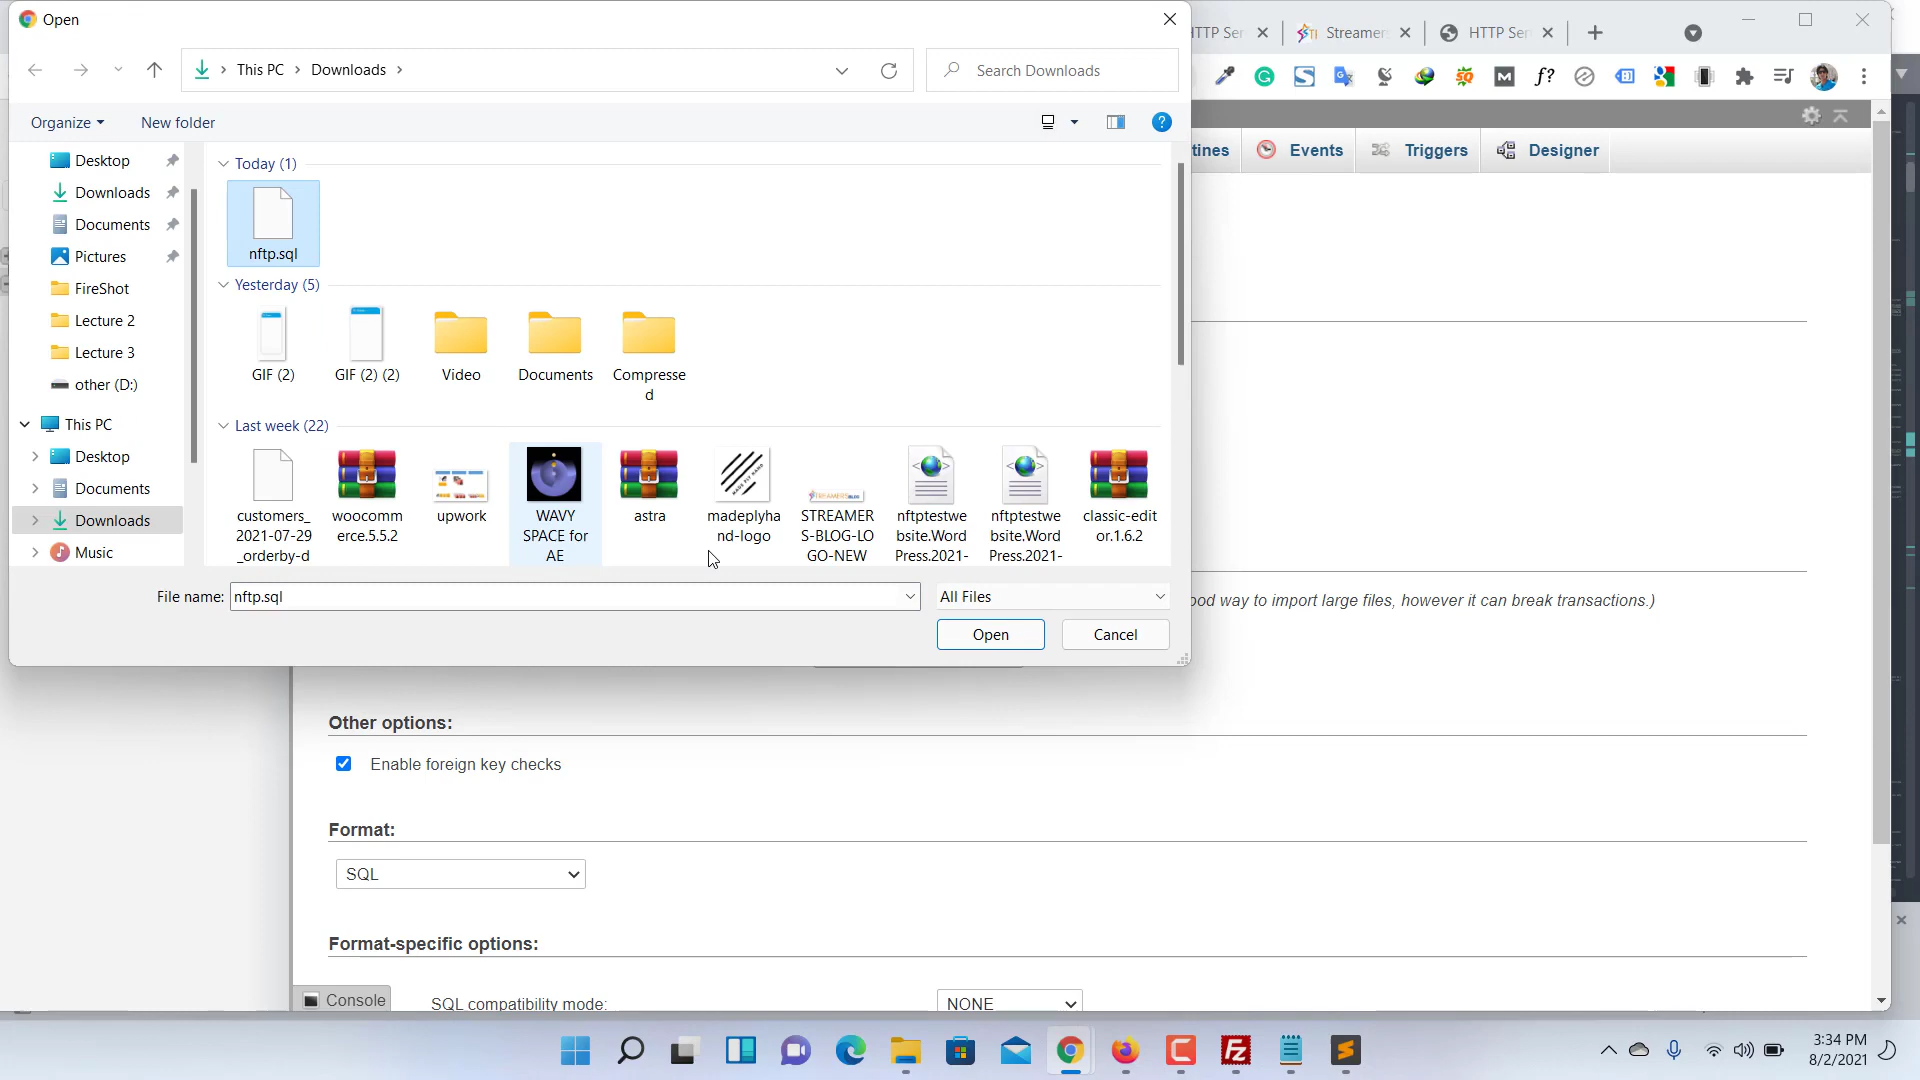 Open
HTTP Ser
Streamer
HTTP Ser
This PC
Downloads
Search Downloads
Organize
New folder
Desktop
Downloads
Documents
Pictures
FireShot
Lecture 2
Lecture 3
other (D:)
This PC
Desktop
Documents
Downloads
Music
Today (1)
nftp.sql
Yesterday (5)
GIF (2)
GIF (2) (2)
Video
Documents
Compresse
d
Last week (22)
customers_
2021-07-29
_orderby-d
woocomm
erce.5.5.2
upwork
WAVY
SPACE for
AE
astra
madeplyha
nd-logo
STREAMER
S-BLOG-LO
GO-NEW
nftptestwe
bsite.Word
Press.2021-
nftptestwe
bsite.Word
Press.2021-
classic-edit
or.1.6.2
File name:
nftp.sql
All Files
Open
Cancel
tines
Events
Triggers
Designer
ood way to import large files, however it can break transactions.)
Other options:
Enable foreign key checks
Format:
SQL
Format-specific options:
Console
SQL compatibility mode:
NONE
3:34 PM
8/2/2021